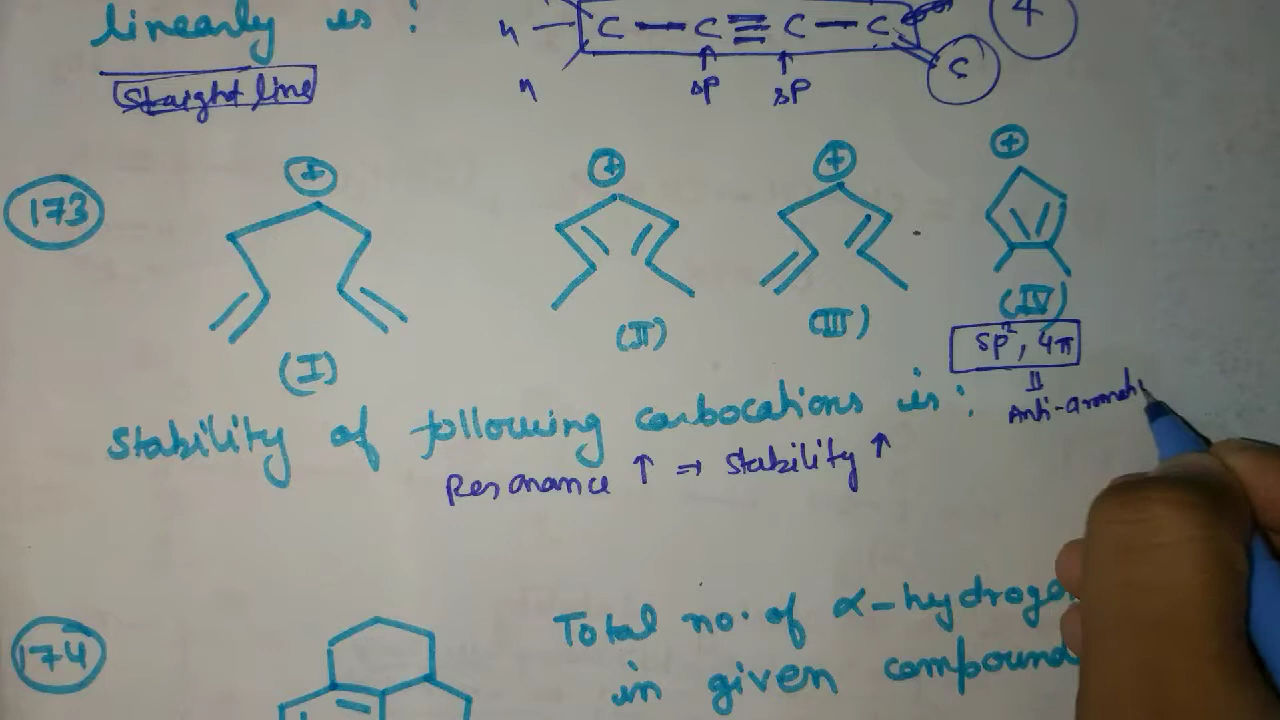 linearly is :
Straight line
H — C — C ≡ C — C
H
C
4
sp sp
173
⊕ ⊕ ⊕ ⊕
(I) (II) (III) (IV)
sp², 4π
Stability of following carbocations is :
Anti-aromati
Resonance ↑ ⇒ stability ↑
174
Total no. of α-hydrogen
in given compound